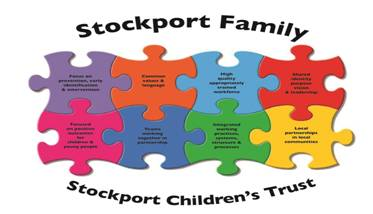 Stockport Family
Focus on
prevention, early
identification
& intervention
Common
values &
language
High
quality
appropriately
trained
workforce
Shared
identity
purpose
vision
& leadership
Focused
on positive
outcomes
for
children &
young people
Teams
working
together in
partnership
Integrated
working
practices,
systems,
structures &
processes
Local
partnerships
in local
communities
Stockport Children's Trust